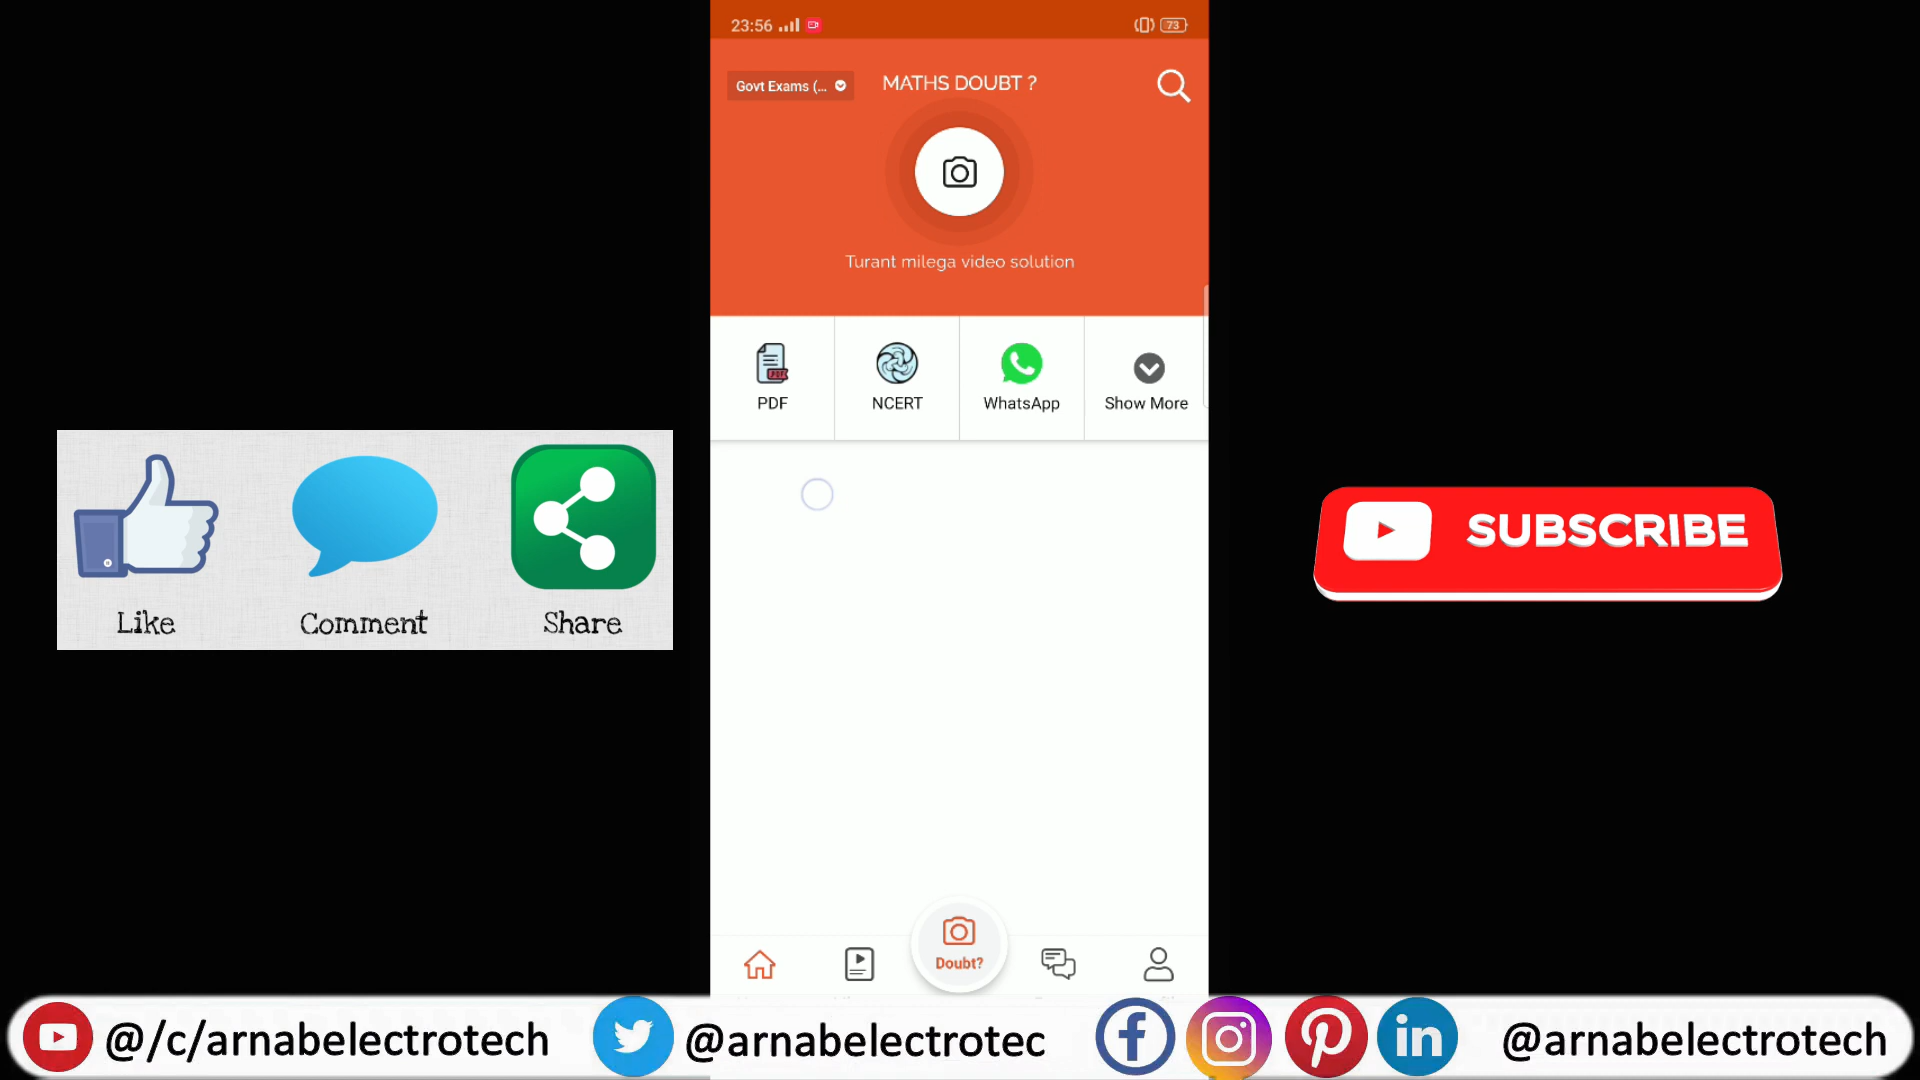 23:56
73
Govt Exams (...
MATHS DOUBT ?
Turant milega video solution
PDF
NCERT
WhatsApp
Show More
Like
Comment
Share
SUBSCRIBE
Doubt?
@/c/arnabelectrotech
@arnabelectrotec
@arnabelectrotech